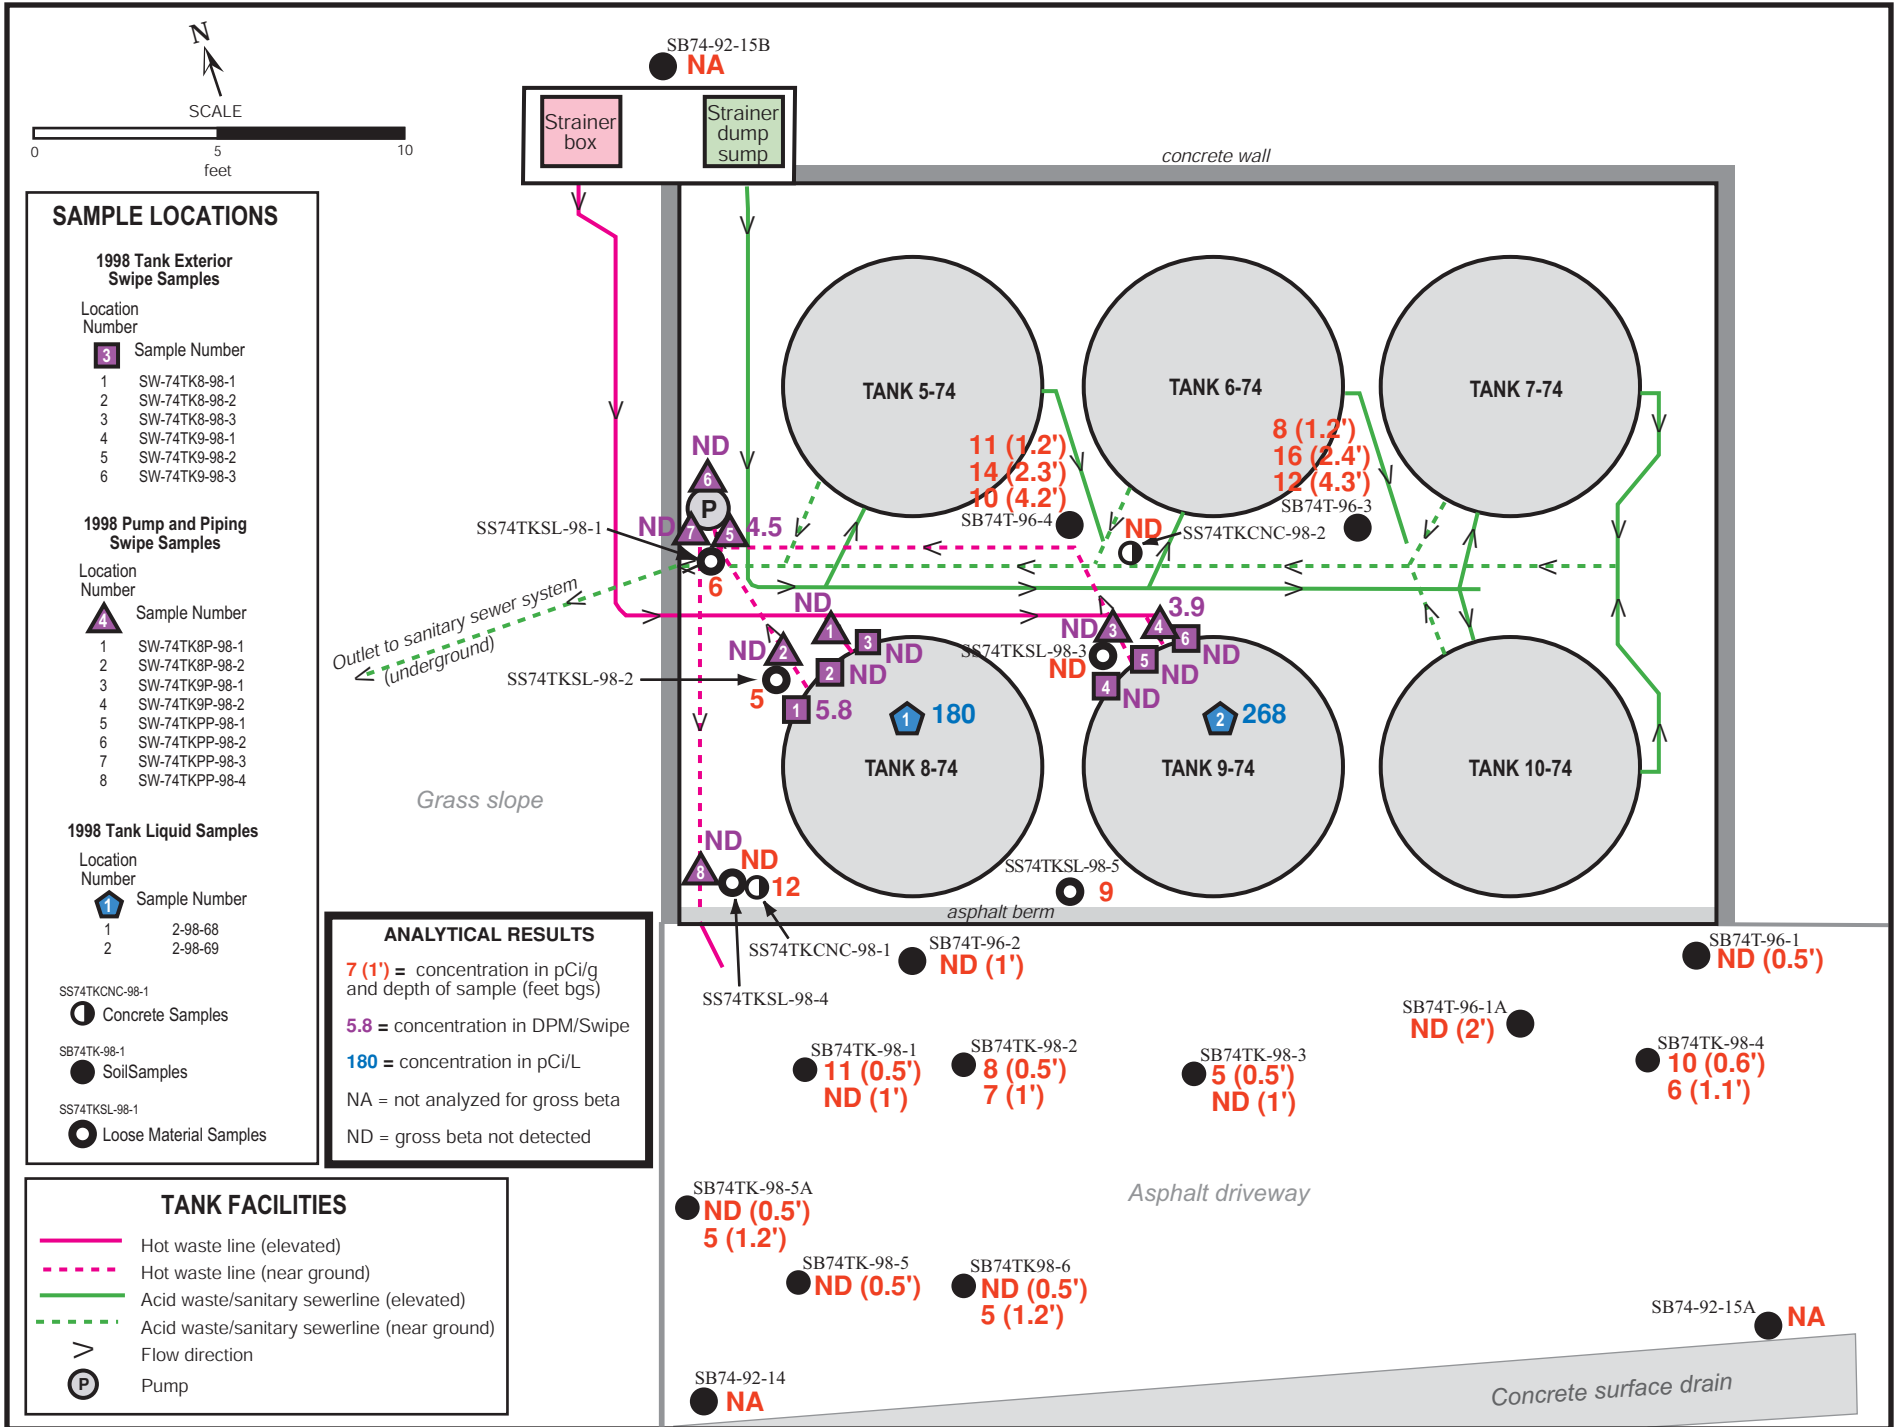 N
SCALE
0 5 10
feet
SAMPLE LOCATIONS
1998 Tank Exterior
Swipe Samples
Location
Number
3 Sample Number
1 SW-74TK8-98-1
2 SW-74TK8-98-2
3 SW-74TK8-98-3
4 SW-74TK9-98-1
5 SW-74TK9-98-2
6 SW-74TK9-98-3
1998 Pump and Piping
Swipe Samples
Location
Number
4 Sample Number
1 SW-74TK8P-98-1
2 SW-74TK8P-98-2
3 SW-74TK9P-98-1
4 SW-74TK9P-98-2
5 SW-74TKPP-98-1
6 SW-74TKPP-98-2
7 SW-74TKPP-98-3
8 SW-74TKPP-98-4
1998 Tank Liquid Samples
Location
Number
1 Sample Number
1 2-98-68
2 2-98-69
SS74TKCNC-98-1
Concrete Samples
SB74TK-98-1
SoilSamples
SS74TKSL-98-1
Loose Material Samples
ANALYTICAL RESULTS
7 (1') = concentration in pCi/g
and depth of sample (feet bgs)
5.8 = concentration in DPM/Swipe
180 = concentration in pCi/L
NA = not analyzed for gross beta
ND = gross beta not detected
TANK FACILITIES
Hot waste line (elevated)
Hot waste line (near ground)
Acid waste/sanitary sewerline (elevated)
Acid waste/sanitary sewerline (near ground)
Flow direction
P Pump
SB74-92-15B
NA
Strainer
box
Strainer
dump
sump
concrete wall
TANK 5-74
TANK 6-74
TANK 7-74
11 (1.2')
14 (2.3')
10 (4.2')
SB74T-96-4
8 (1.2')
16 (2.4')
12 (4.3')
SB74T-96-3
ND
SS74TKCNC-98-2
ND
6
P
ND 7
5 4.5
SS74TKSL-98-1
6
Outlet to sanitary sewer system
(underground)
ND
1
3 ND
ND 2
2 ND
SS74TKSL-98-2
5
1 5.8
3.9
ND 3
4
6 ND
SS74TKSL-98-3
ND
5 ND
4 ND
1 180
2 268
TANK 8-74
TANK 9-74
TANK 10-74
Grass slope
ND
8
ND
12
SS74TKSL-98-5
9
asphalt berm
SS74TKCNC-98-1
SS74TKSL-98-4
SB74T-96-2
ND (1')
SB74T-96-1
ND (0.5')
SB74T-96-1A
ND (2')
SB74TK-98-1
11 (0.5')
ND (1')
SB74TK-98-2
8 (0.5')
7 (1')
SB74TK-98-3
5 (0.5')
ND (1')
SB74TK-98-4
10 (0.6')
6 (1.1')
SB74TK-98-5A
ND (0.5')
5 (1.2')
Asphalt driveway
SB74TK-98-5
ND (0.5')
SB74TK98-6
ND (0.5')
5 (1.2')
SB74-92-15A
NA
SB74-92-14
NA
Concrete surface drain